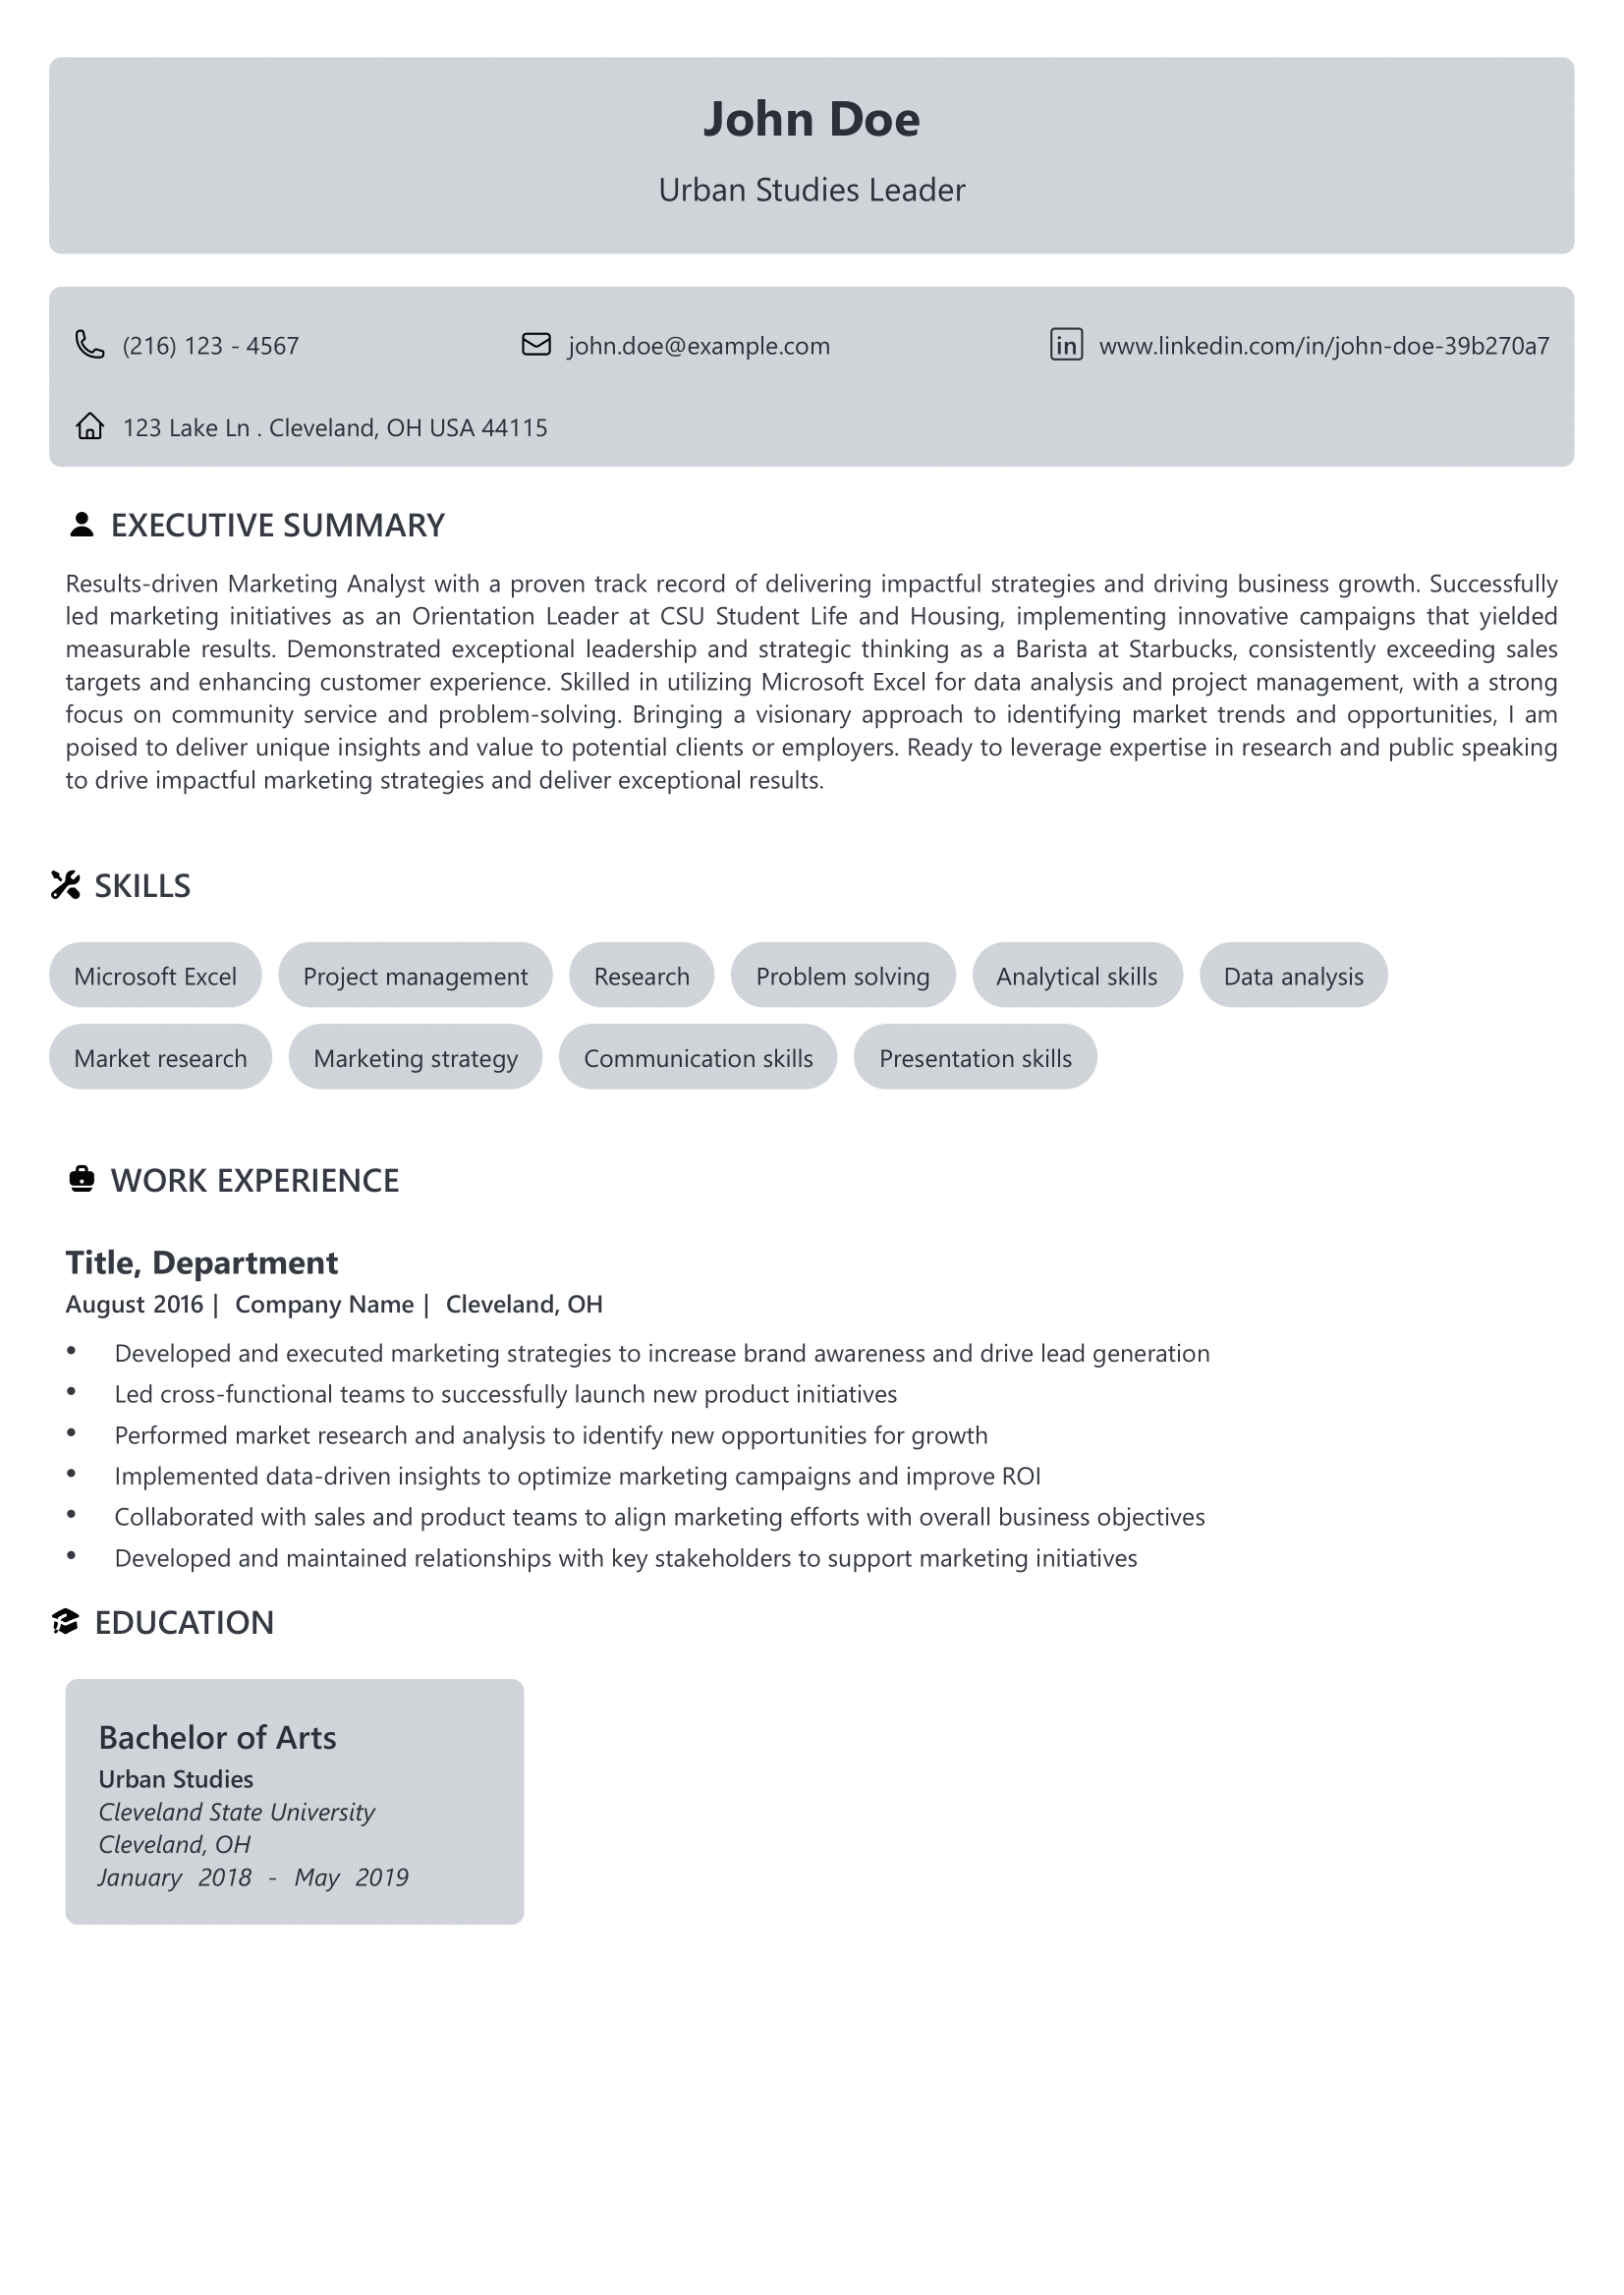 John Doe
Urban Studies Leader
(216) 123 - 4567
john.doe@example.com
www.linkedin.com/in/john-doe-39b270a7
123 Lake Ln . Cleveland, OH USA 44115
EXECUTIVE SUMMARY
Results-driven Marketing Analyst with a proven track record of delivering impactful strategies and driving business growth. Successfully
led marketing initiatives as an Orientation Leader at CSU Student Life and Housing, implementing innovative campaigns that yielded
measurable results. Demonstrated exceptional leadership and strategic thinking as a Barista at Starbucks, consistently exceeding sales
targets and enhancing customer experience. Skilled in utilizing Microsoft Excel for data analysis and project management, with a strong
focus on community service and problem-solving. Bringing a visionary approach to identifying market trends and opportunities, I am
poised to deliver unique insights and value to potential clients or employers. Ready to leverage expertise in research and public speaking
to drive impactful marketing strategies and deliver exceptional results.
SKILLS
Microsoft Excel
Project management
Research
Problem solving
Analytical skills
Data analysis
Market research
Marketing strategy
Communication skills
Presentation skills
WORK EXPERIENCE
Title, Department
August 2016 | Company Name | Cleveland, OH
• Developed and executed marketing strategies to increase brand awareness and drive lead generation
• Led cross-functional teams to successfully launch new product initiatives
• Performed market research and analysis to identify new opportunities for growth
• Implemented data-driven insights to optimize marketing campaigns and improve ROI
• Collaborated with sales and product teams to align marketing efforts with overall business objectives
• Developed and maintained relationships with key stakeholders to support marketing initiatives
EDUCATION
Bachelor of Arts
Urban Studies
Cleveland State University
Cleveland, OH
January 2018 - May 2019